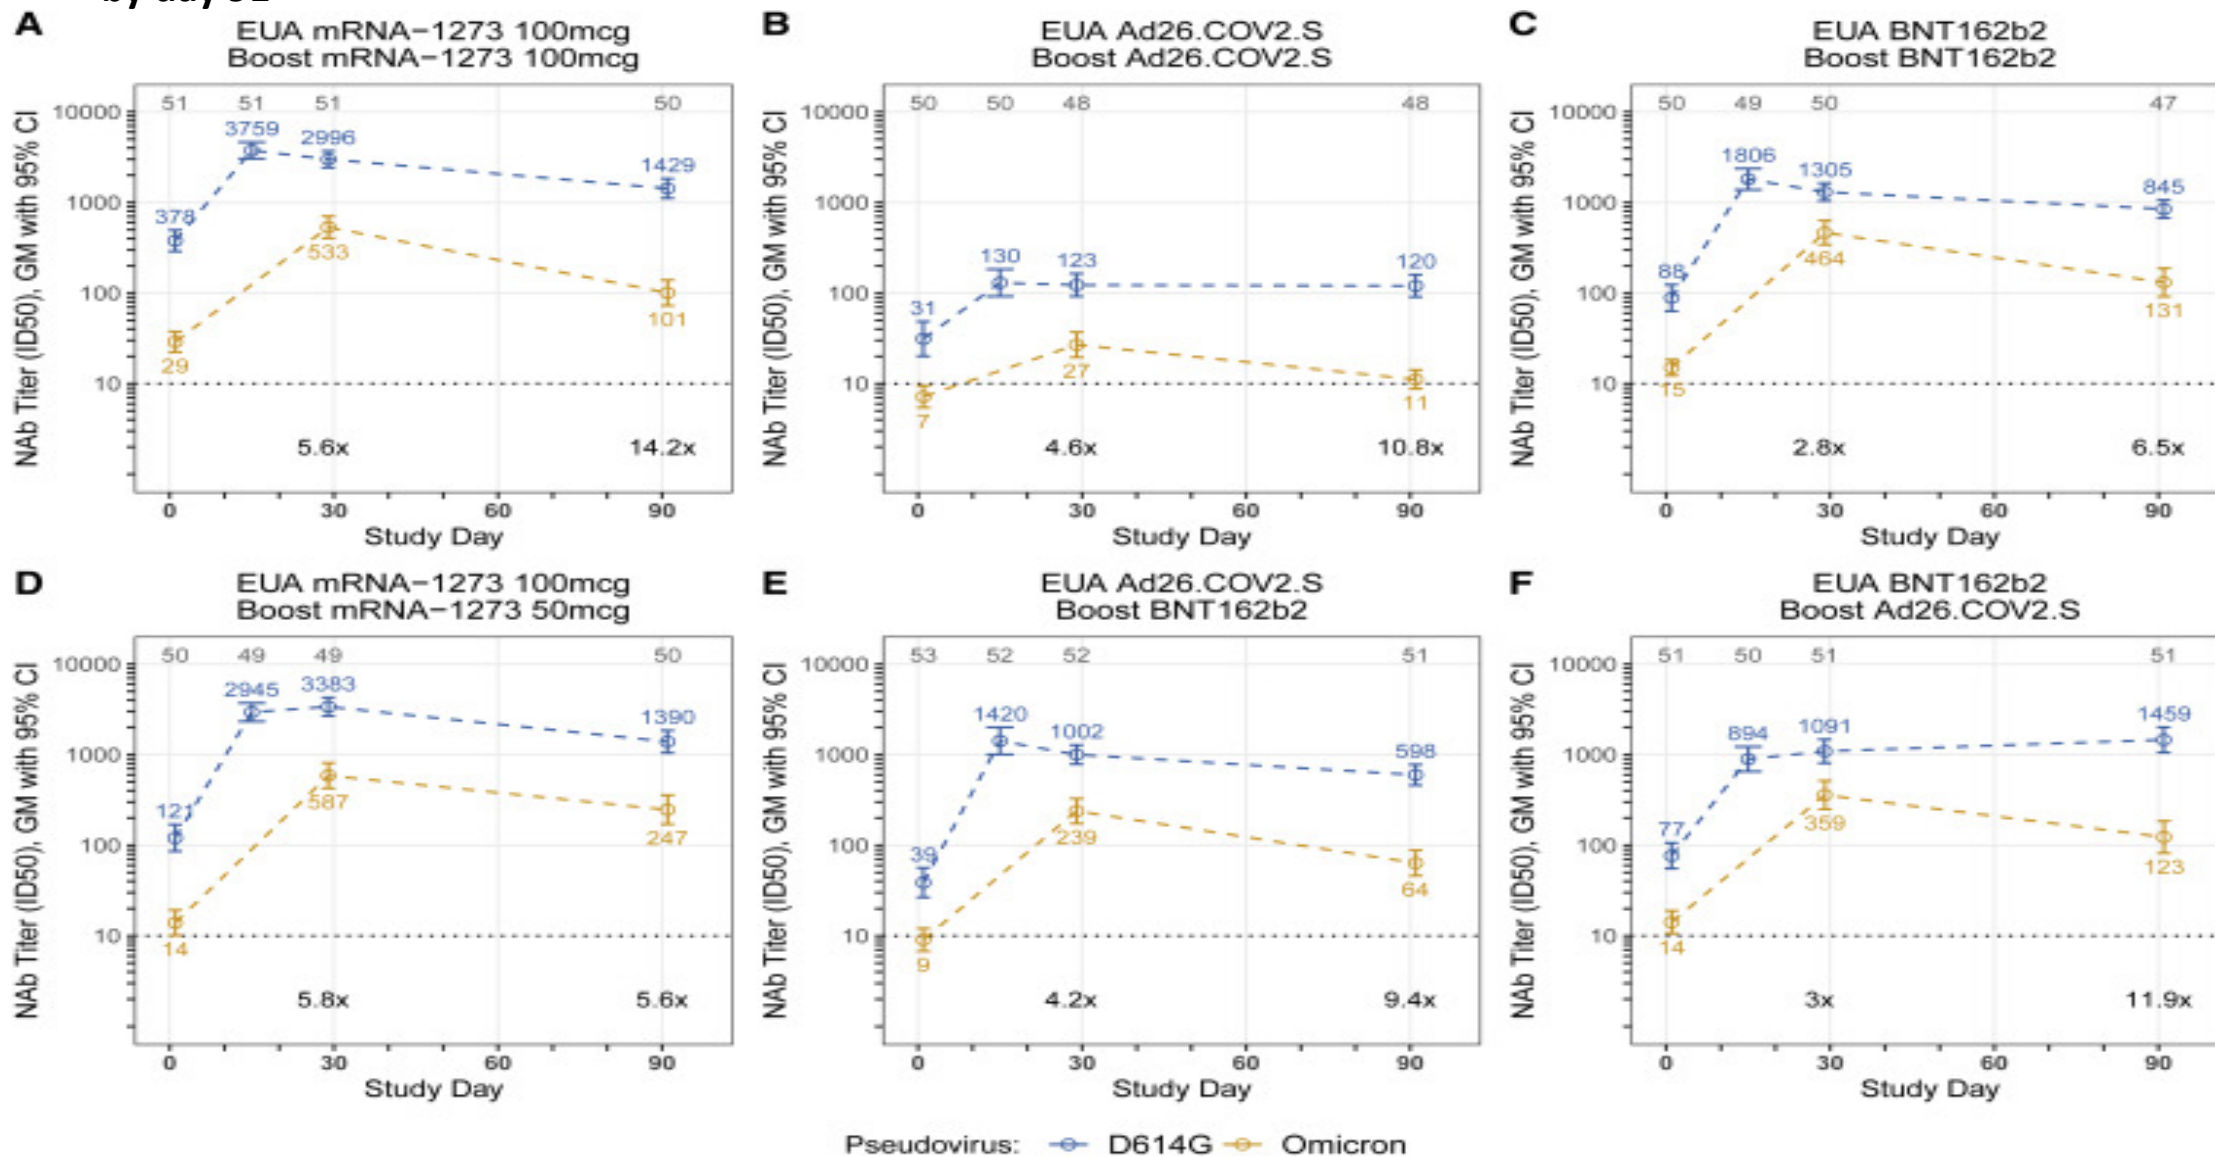 by day 91
A
EUA mRNA−1273 100mcg
Boost mRNA−1273 100mcg
NAb Titer (ID50), GM with 95% CI
10000
1000
100
10
51 51 51 50
3759 2996 1429
378
533
101
29
5.6x 14.2x
0 30 60 90
Study Day
B
EUA Ad26.COV2.S
Boost Ad26.COV2.S
NAb Titer (ID50), GM with 95% CI
10000
1000
100
10
50 50 48 48
130 123 120
31
27
11
7
4.6x 10.8x
0 30 60 90
Study Day
C
EUA BNT162b2
Boost BNT162b2
NAb Titer (ID50), GM with 95% CI
10000
1000
100
10
50 49 50 47
1806 1305 845
88
464
131
15
2.8x 6.5x
0 30 60 90
Study Day
D
EUA mRNA−1273 100mcg
Boost mRNA−1273 50mcg
NAb Titer (ID50), GM with 95% CI
10000
1000
100
10
50 49 49 50
2945 3383 1390
121
587
247
14
5.8x 5.6x
0 30 60 90
Study Day
E
EUA Ad26.COV2.S
Boost BNT162b2
NAb Titer (ID50), GM with 95% CI
10000
1000
100
10
53 52 52 51
1420 1002 598
39
239
64
9
4.2x 9.4x
0 30 60 90
Study Day
F
EUA BNT162b2
Boost Ad26.COV2.S
NAb Titer (ID50), GM with 95% CI
10000
1000
100
10
51 50 51 51
894 1091 1459
77
359
123
14
3x 11.9x
0 30 60 90
Study Day
Pseudovirus: D614G Omicron